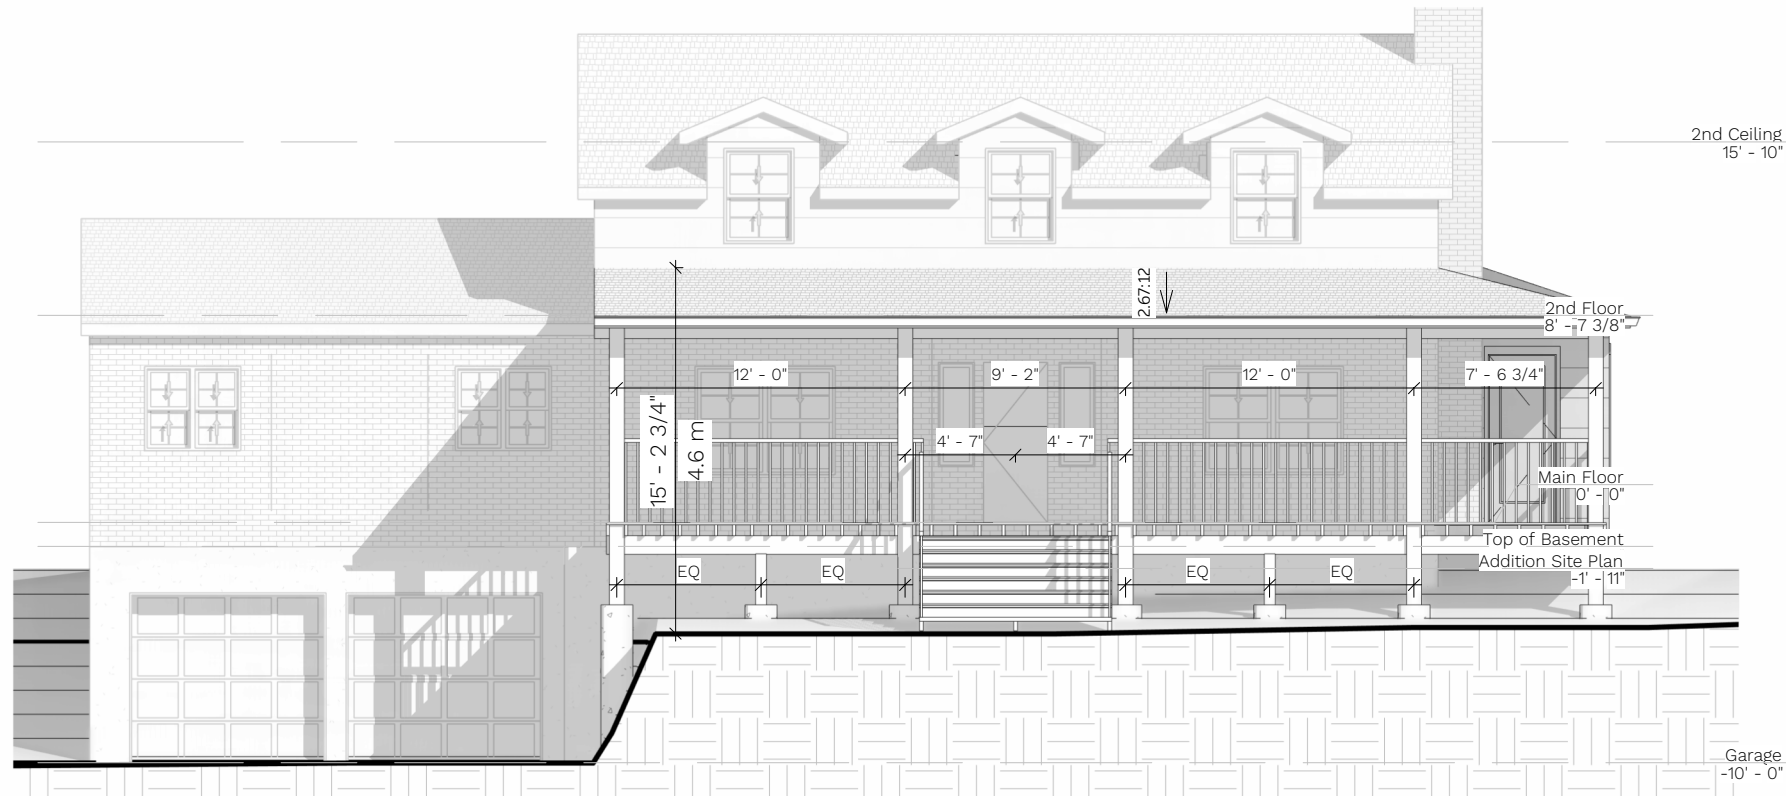 2nd Ceiling
15' - 10"
2.67:12
2nd Floor
8' - 7 3/8"
12' - 0"
9' - 2"
12' - 0"
7' - 6 3/4"
15' - 2 3/4"
4.6 m
4' - 7"
4' - 7"
Main Floor
0' - 0"
Top of Basement
Addition Site Plan
-1' - 11"
EQ
EQ
EQ
EQ
Garage
-10' - 0"